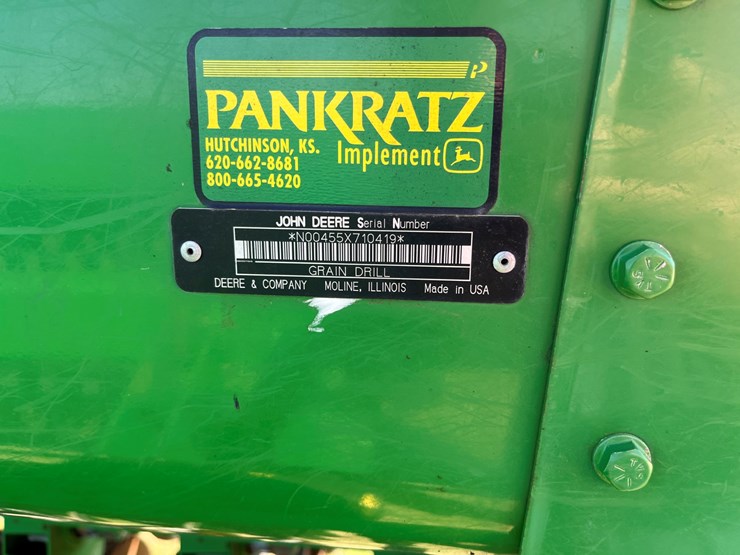 P
PANKRATZ
HUTCHINSON, KS.
620-662-8681
800-665-4620
Implement
JOHN DEERE Serial Number
*N00455X710419*
GRAIN DRILL
DEERE & COMPANY MOLINE, ILLINOIS Made in USA